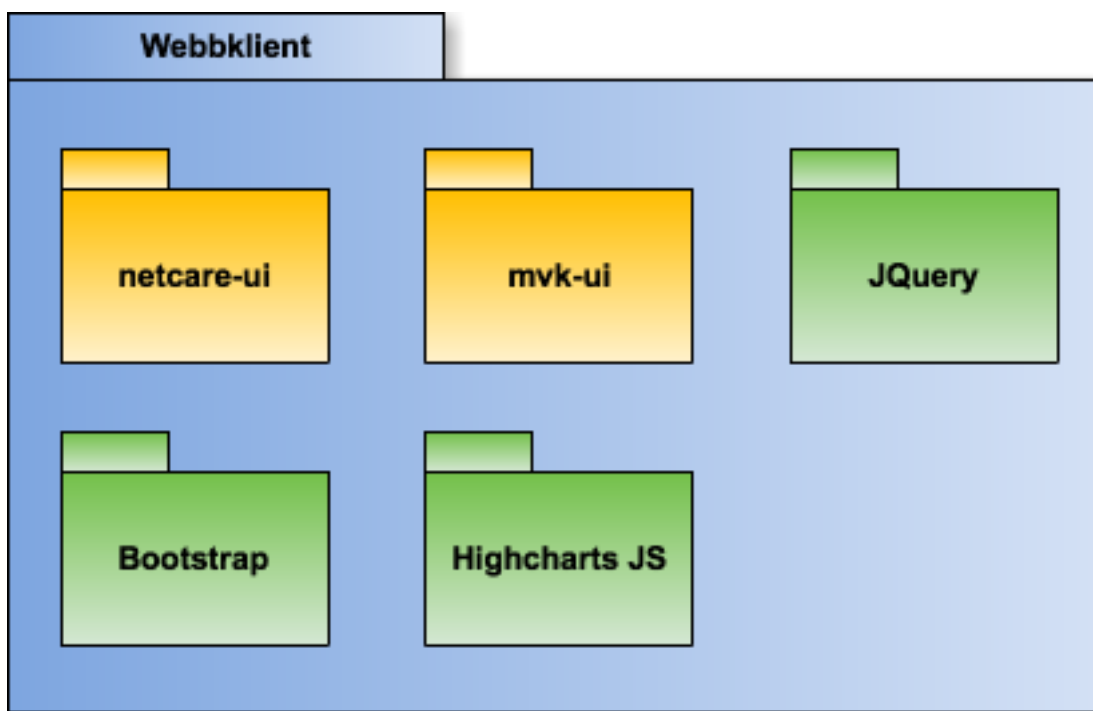 Webbklient
netcare-ui
mvk-ui
JQuery
Bootstrap
Highcharts JS